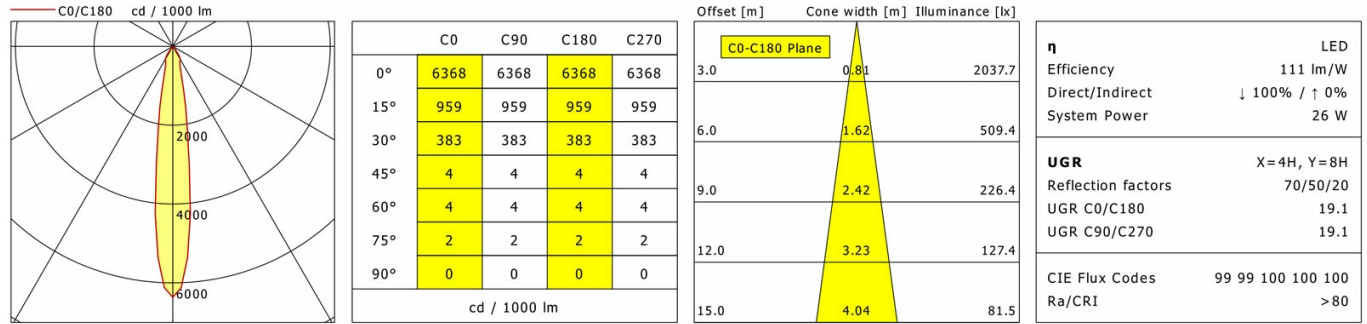 C0/C180 cd / 1000 lm
2000
4000
6000
C0 C90 C180 C270
0° 6368 6368 6368 6368
15° 959 959 959 959
30° 383 383 383 383
45° 4 4 4 4
60° 4 4 4 4
75° 2 2 2 2
90° 0 0 0 0
cd / 1000 lm
Offset [m] Cone width [m] Illuminance [lx]
C0-C180 Plane
3.0 0.81 2037.7
6.0 1.62 509.4
9.0 2.42 226.4
12.0 3.23 127.4
15.0 4.04 81.5
η LED
Efficiency 111 lm/W
Direct/Indirect ↓ 100% / ↑ 0%
System Power 26 W
UGR X=4H, Y=8H
Reflection factors 70/50/20
UGR C0/C180 19.1
UGR C90/C270 19.1
CIE Flux Codes 99 99 100 100 100
Ra/CRI >80